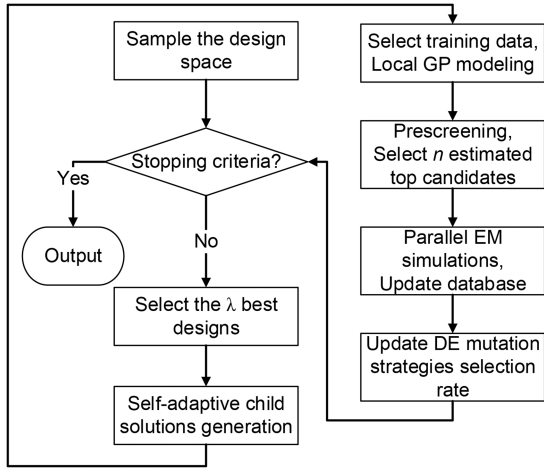 Sample the design
space
Stopping criteria?
Yes
Output
No
Select the λ best
designs
Self-adaptive child
solutions generation
Select training data,
Local GP modeling
Prescreening,
Select n estimated
top candidates
Parallel EM
simulations,
Update database
Update DE mutation
strategies selection
rate